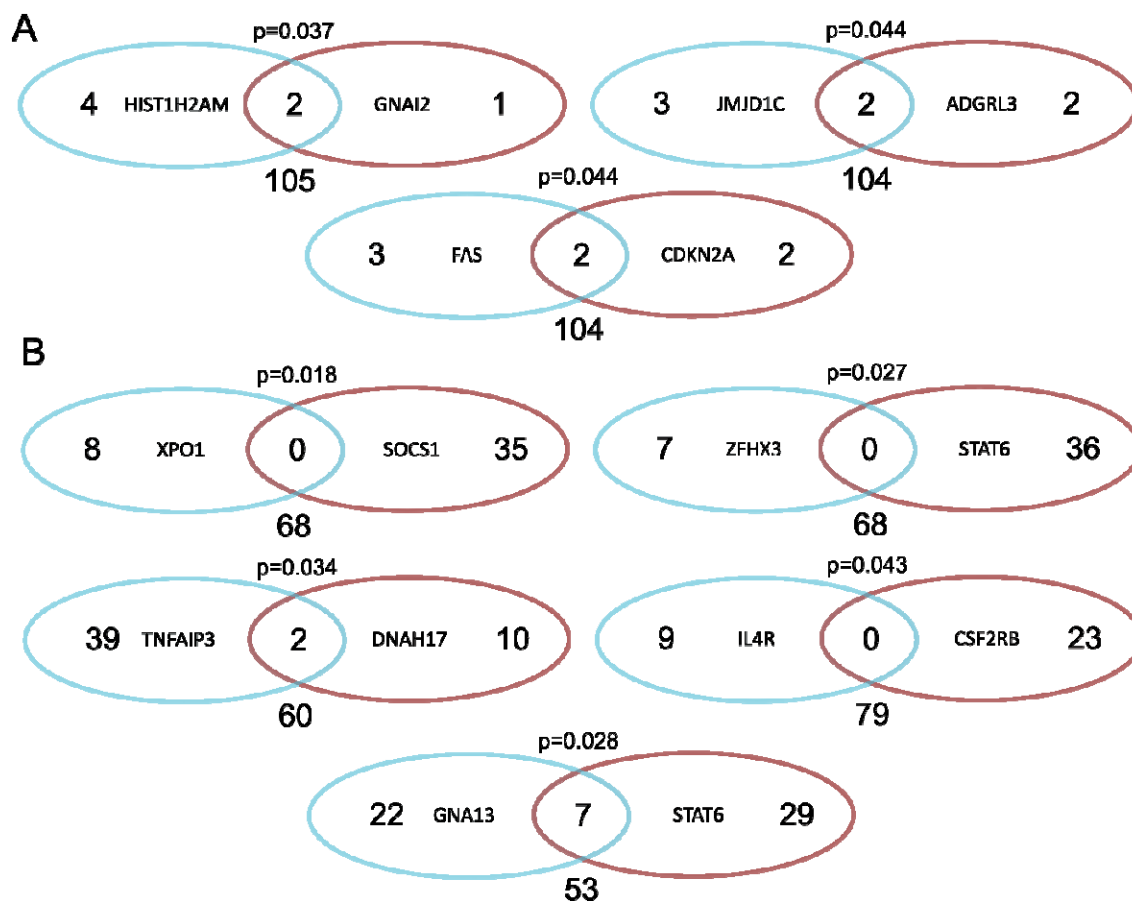 A
p=0.037
4 HIST1H2AM 2 GNAI2 1
105
p=0.044
3 JMJD1C 2 ADGRL3 2
104
p=0.044
3 FAS 2 CDKN2A 2
104
B
p=0.018
8 XPO1 0 SOCS1 35
68
p=0.027
7 ZFHX3 0 STAT6 36
68
p=0.034
39 TNFAIP3 2 DNAH17 10
60
p=0.043
9 IL4R 0 CSF2RB 23
79
p=0.028
22 GNA13 7 STAT6 29
53